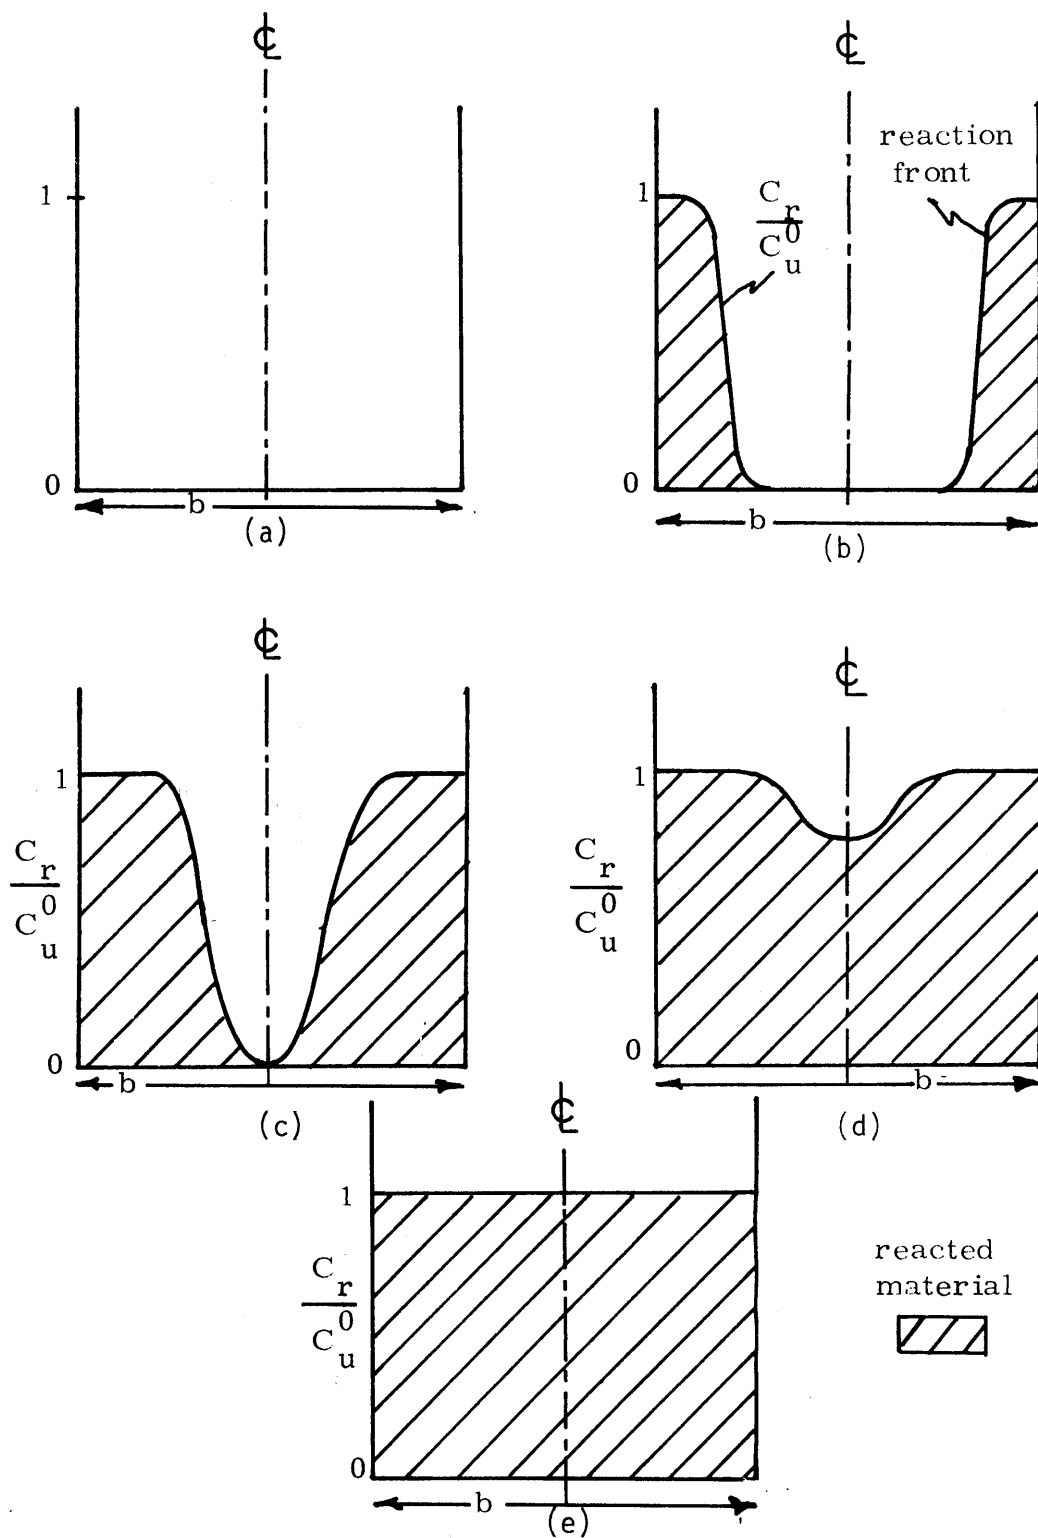 ℄
1
0
b
(a)
℄
reaction
front
1
C_r
C_u^0
0
b
(b)
℄
1
C_r
C_u^0
0
b
(c)
℄
1
C_r
C_u^0
0
b
(d)
℄
1
C_r
C_u^0
0
b
(e)
reacted
material